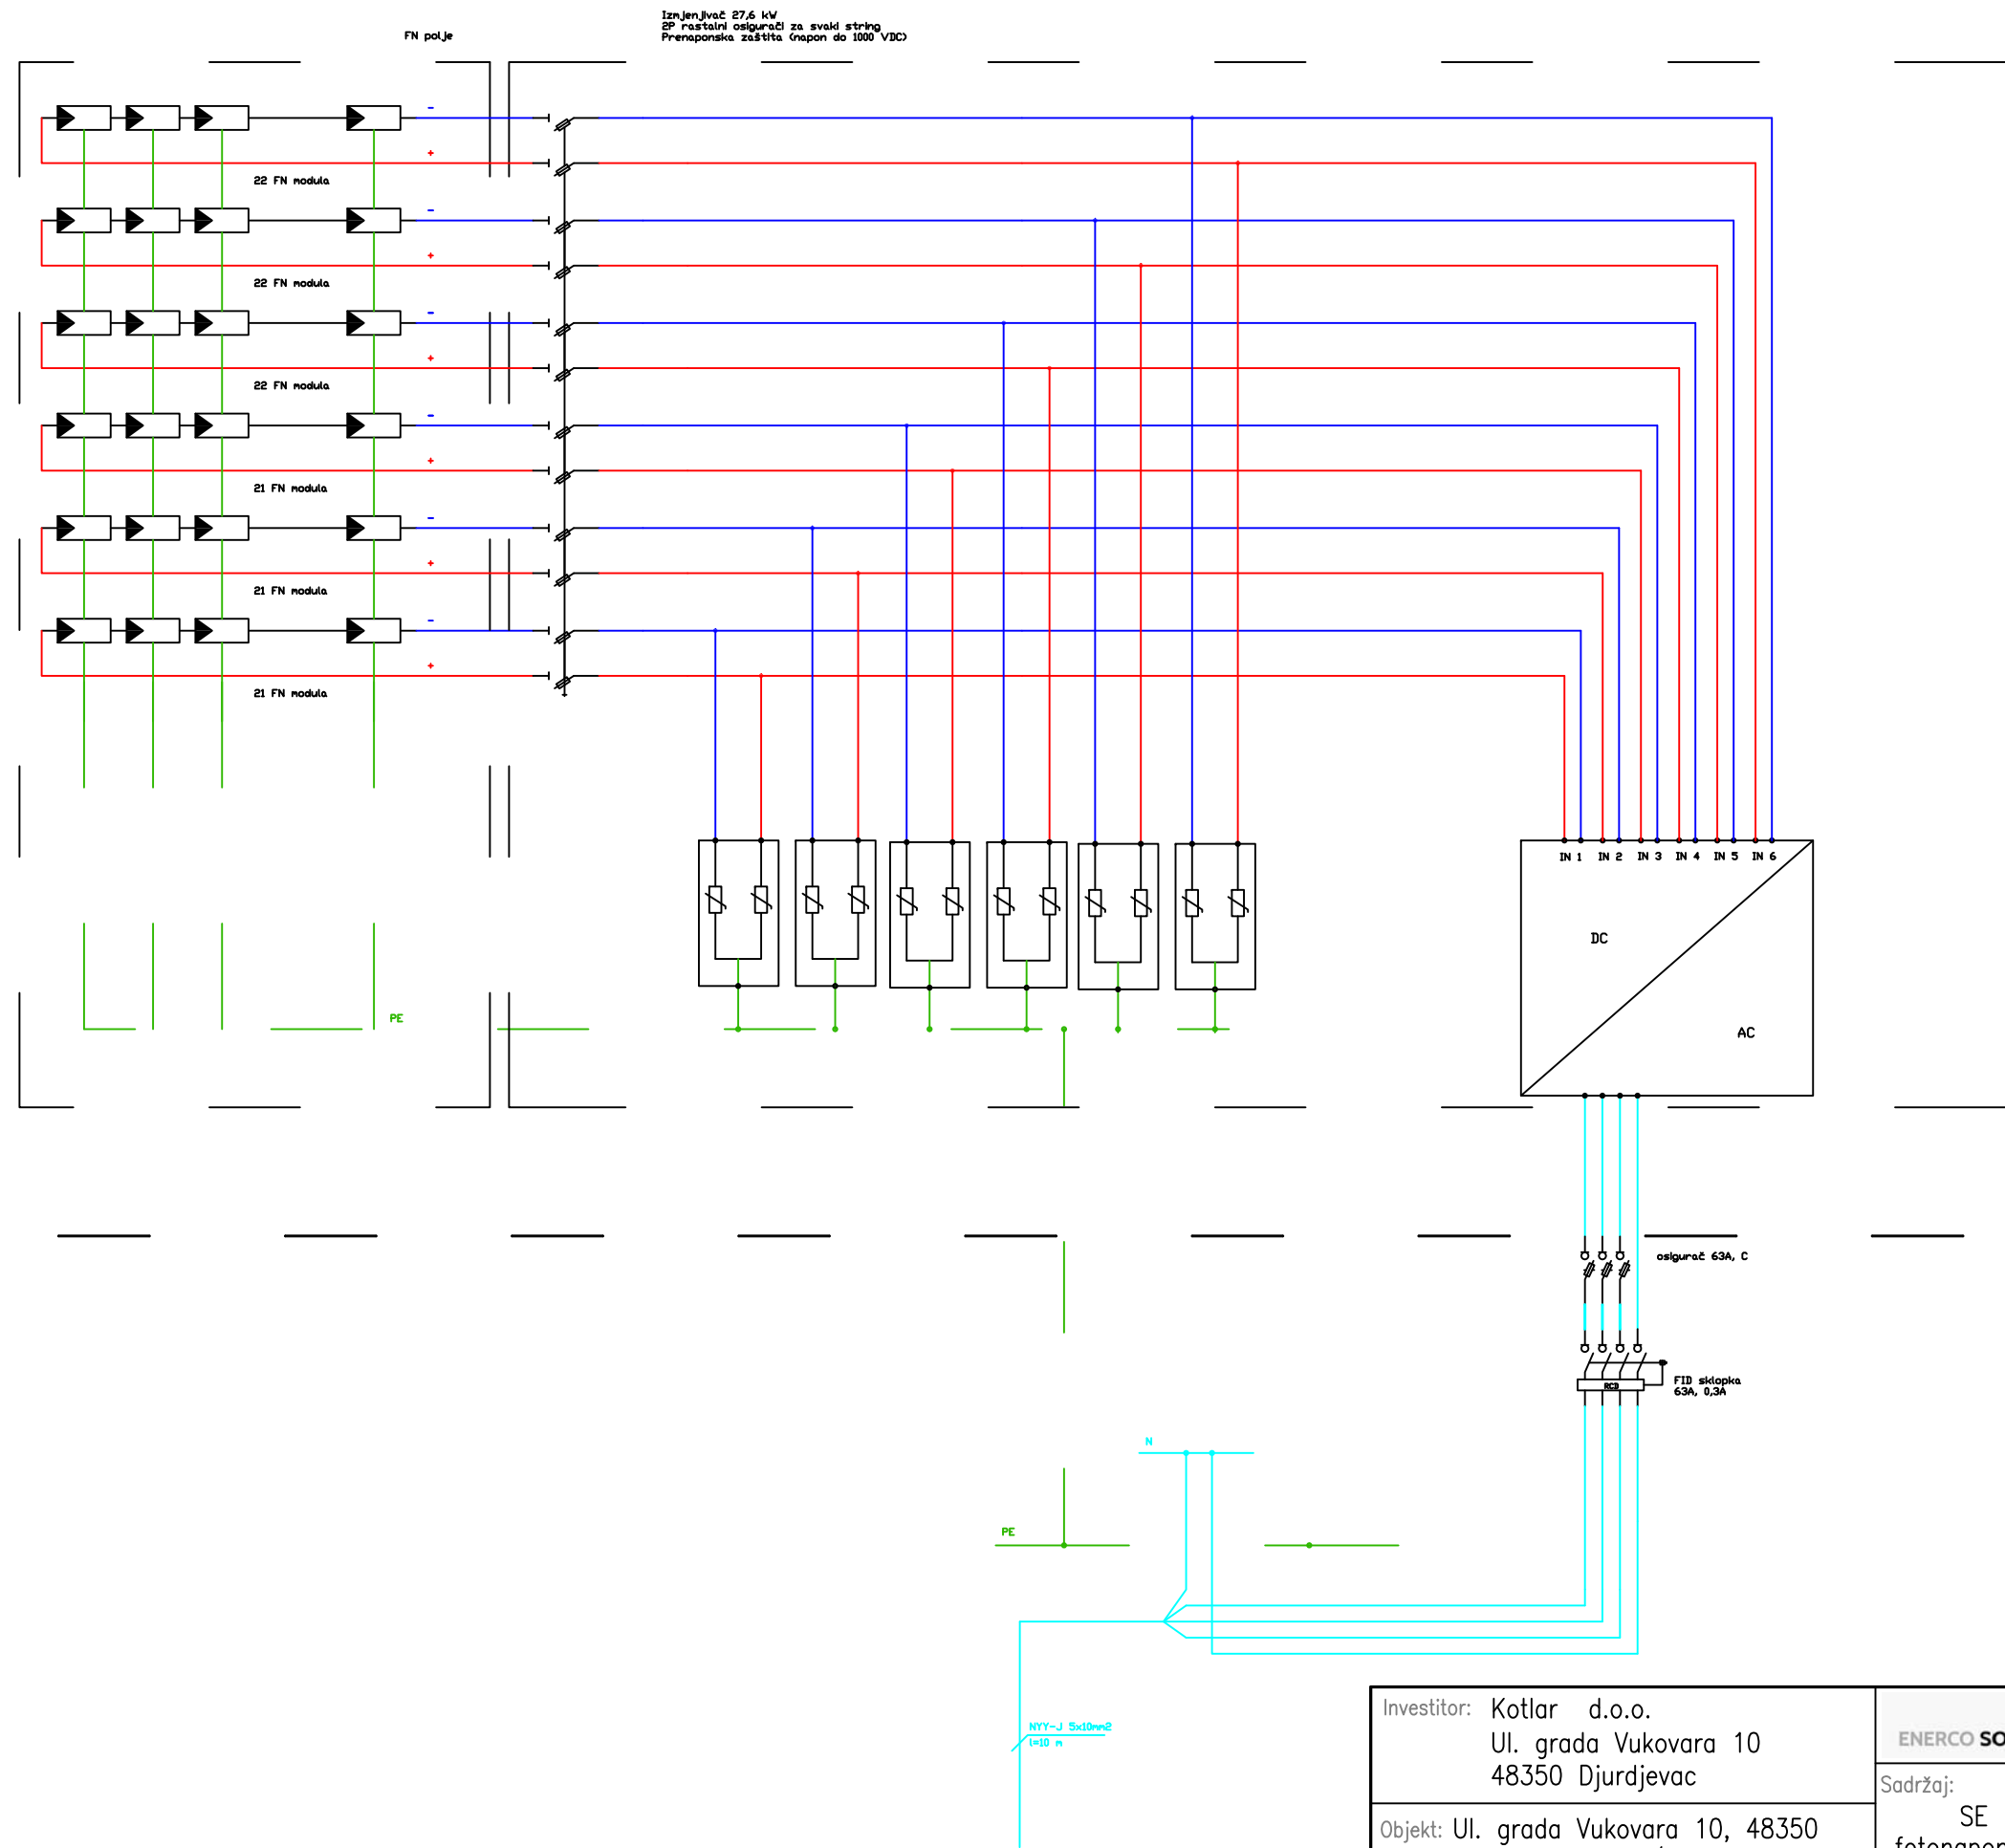 Izmjenjivač 27,6 kW
2P rastalni osigurači za svaki string
Prenaponska zaštita (napon do 1000 VDC)
FN polje
-
+
22 FN modula
-
+
22 FN modula
-
+
22 FN modula
-
+
21 FN modula
-
+
21 FN modula
-
+
21 FN modula
IN 1 IN 2 IN 3 IN 4 IN 5 IN 6
DC
AC
PE
osigurač 63A, C
FID sklopka
63A, 0,3A
RCD
N
PE
NYY-J 5x10mm2
l=10 m
Investitor: Kotlar d.o.o.
Ul. grada Vukovara 10
48350 Djurdjevac
ENERCO SO
Sadržaj:
SE
Objekt: Ul. grada Vukovara 10, 48350